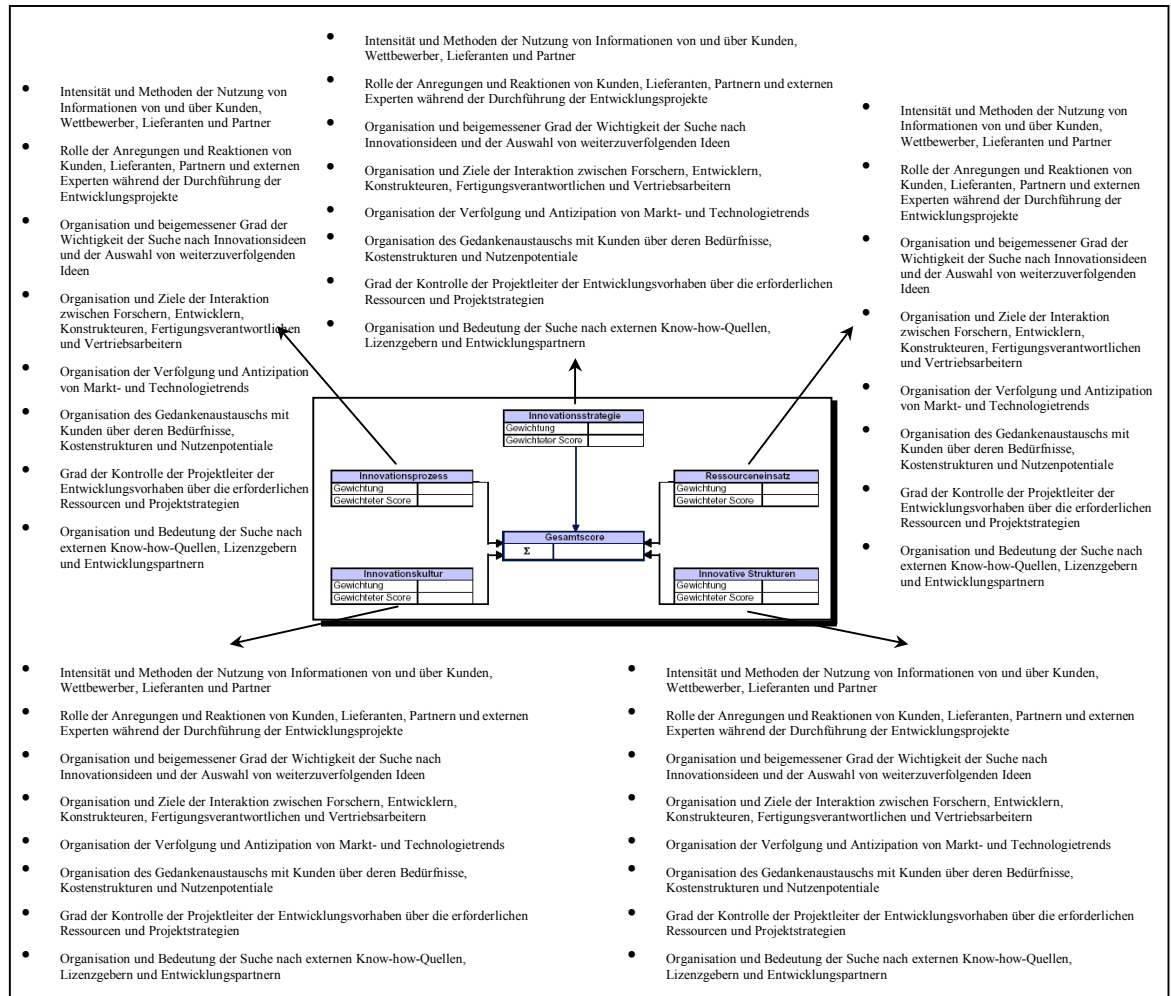 Intensität und Methoden der Nutzung von Informationen von und über Kunden,
Wettbewerber, Lieferanten und Partner
Rolle der Anregungen und Reaktionen von Kunden, Lieferanten, Partnern und externen
Experten während der Durchführung der Entwicklungsprojekte
Organisation und beigemessener Grad der Wichtigkeit der Suche nach
Innovationsideen und der Auswahl von weiterzuverfolgenden Ideen
Organisation und Ziele der Interaktion zwischen Forschern, Entwicklern,
Konstrukteuren, Fertigungsverantwortlichen und Vertriebsarbeitern
Organisation der Verfolgung und Antizipation von Markt- und Technologietrends
Organisation des Gedankenaustauschs mit Kunden über deren Bedürfnisse,
Kostenstrukturen und Nutzenpotentiale
Grad der Kontrolle der Projektleiter der Entwicklungsvorhaben über die erforderlichen
Ressourcen und Projektstrategien
Organisation und Bedeutung der Suche nach externen Know-how-Quellen,
Lizenzgebern und Entwicklungspartnern
Intensität und Methoden der Nutzung von
Informationen von und über Kunden,
Wettbewerber, Lieferanten und Partner
Rolle der Anregungen und Reaktionen von
Kunden, Lieferanten, Partnern und externen
Experten während der Durchführung der
Entwicklungsprojekte
Organisation und beigemessener Grad der
Wichtigkeit der Suche nach Innovationsideen
und der Auswahl von weiterzuverfolgenden
Ideen
Organisation und Ziele der Interaktion
zwischen Forschern, Entwicklern,
Konstrukteuren, Fertigungsverantwortlichen
und Vertriebsarbeitern
Organisation der Verfolgung und Antizipation
von Markt- und Technologietrends
Organisation des Gedankenaustauschs mit
Kunden über deren Bedürfnisse,
Kostenstrukturen und Nutzenpotentiale
Grad der Kontrolle der Projektleiter der
Entwicklungsvorhaben über die erforderlichen
Ressourcen und Projektstrategien
Organisation und Bedeutung der Suche nach
externen Know-how-Quellen, Lizenzgebern
und Entwicklungspartnern
Intensität und Methoden der Nutzung von
Informationen von und über Kunden,
Wettbewerber, Lieferanten und Partner
Rolle der Anregungen und Reaktionen von
Kunden, Lieferanten, Partnern und externen
Experten während der Durchführung der
Entwicklungsprojekte
Organisation und beigemessener Grad der
Wichtigkeit der Suche nach Innovationsideen
und der Auswahl von weiterzuverfolgenden
Ideen
Organisation und Ziele der Interaktion
zwischen Forschern, Entwicklern,
Konstrukteuren, Fertigungsverantwortlichen
und Vertriebsarbeitern
Organisation der Verfolgung und Antizipation
von Markt- und Technologietrends
Organisation des Gedankenaustauschs mit
Kunden über deren Bedürfnisse,
Kostenstrukturen und Nutzenpotentiale
Grad der Kontrolle der Projektleiter der
Entwicklungsvorhaben über die erforderlichen
Ressourcen und Projektstrategien
Organisation und Bedeutung der Suche nach
externen Know-how-Quellen, Lizenzgebern
und Entwicklungspartnern
Innovationsstrategie
Gewichtung
Gewichteter Score
Innovationsprozess
Gewichtung
Gewichteter Score
Ressourceneinsatz
Gewichtung
Gewichteter Score
Gesamtscore
Σ
Innovationskultur
Gewichtung
Gewichteter Score
Innovative Strukturen
Gewichtung
Gewichteter Score
Intensität und Methoden der Nutzung von Informationen von und über Kunden,
Wettbewerber, Lieferanten und Partner
Rolle der Anregungen und Reaktionen von Kunden, Lieferanten, Partnern und externen
Experten während der Durchführung der Entwicklungsprojekte
Organisation und beigemessener Grad der Wichtigkeit der Suche nach
Innovationsideen und der Auswahl von weiterzuverfolgenden Ideen
Organisation und Ziele der Interaktion zwischen Forschern, Entwicklern,
Konstrukteuren, Fertigungsverantwortlichen und Vertriebsarbeitern
Organisation der Verfolgung und Antizipation von Markt- und Technologietrends
Organisation des Gedankenaustauschs mit Kunden über deren Bedürfnisse,
Kostenstrukturen und Nutzenpotentiale
Grad der Kontrolle der Projektleiter der Entwicklungsvorhaben über die erforderlichen
Ressourcen und Projektstrategien
Organisation und Bedeutung der Suche nach externen Know-how-Quellen,
Lizenzgebern und Entwicklungspartnern
Intensität und Methoden der Nutzung von Informationen von und über Kunden,
Wettbewerber, Lieferanten und Partner
Rolle der Anregungen und Reaktionen von Kunden, Lieferanten, Partnern und externen
Experten während der Durchführung der Entwicklungsprojekte
Organisation und beigemessener Grad der Wichtigkeit der Suche nach
Innovationsideen und der Auswahl von weiterzuverfolgenden Ideen
Organisation und Ziele der Interaktion zwischen Forschern, Entwicklern,
Konstrukteuren, Fertigungsverantwortlichen und Vertriebsarbeitern
Organisation der Verfolgung und Antizipation von Markt- und Technologietrends
Organisation des Gedankenaustauschs mit Kunden über deren Bedürfnisse,
Kostenstrukturen und Nutzenpotentiale
Grad der Kontrolle der Projektleiter der Entwicklungsvorhaben über die erforderlichen
Ressourcen und Projektstrategien
Organisation und Bedeutung der Suche nach externen Know-how-Quellen,
Lizenzgebern und Entwicklungspartnern